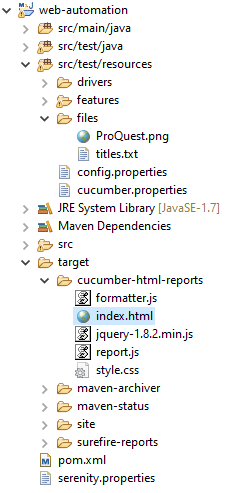 web-automation
src/main/java
src/test/java
src/test/resources
drivers
features
files
ProQuest.png
titles.txt
config.properties
cucumber.properties
JRE System Library [JavaSE-1.7]
Maven Dependencies
src
target
cucumber-html-reports
formatter.js
index.html
jquery-1.8.2.min.js
report.js
style.css
maven-archiver
maven-status
site
surefire-reports
pom.xml
serenity.properties